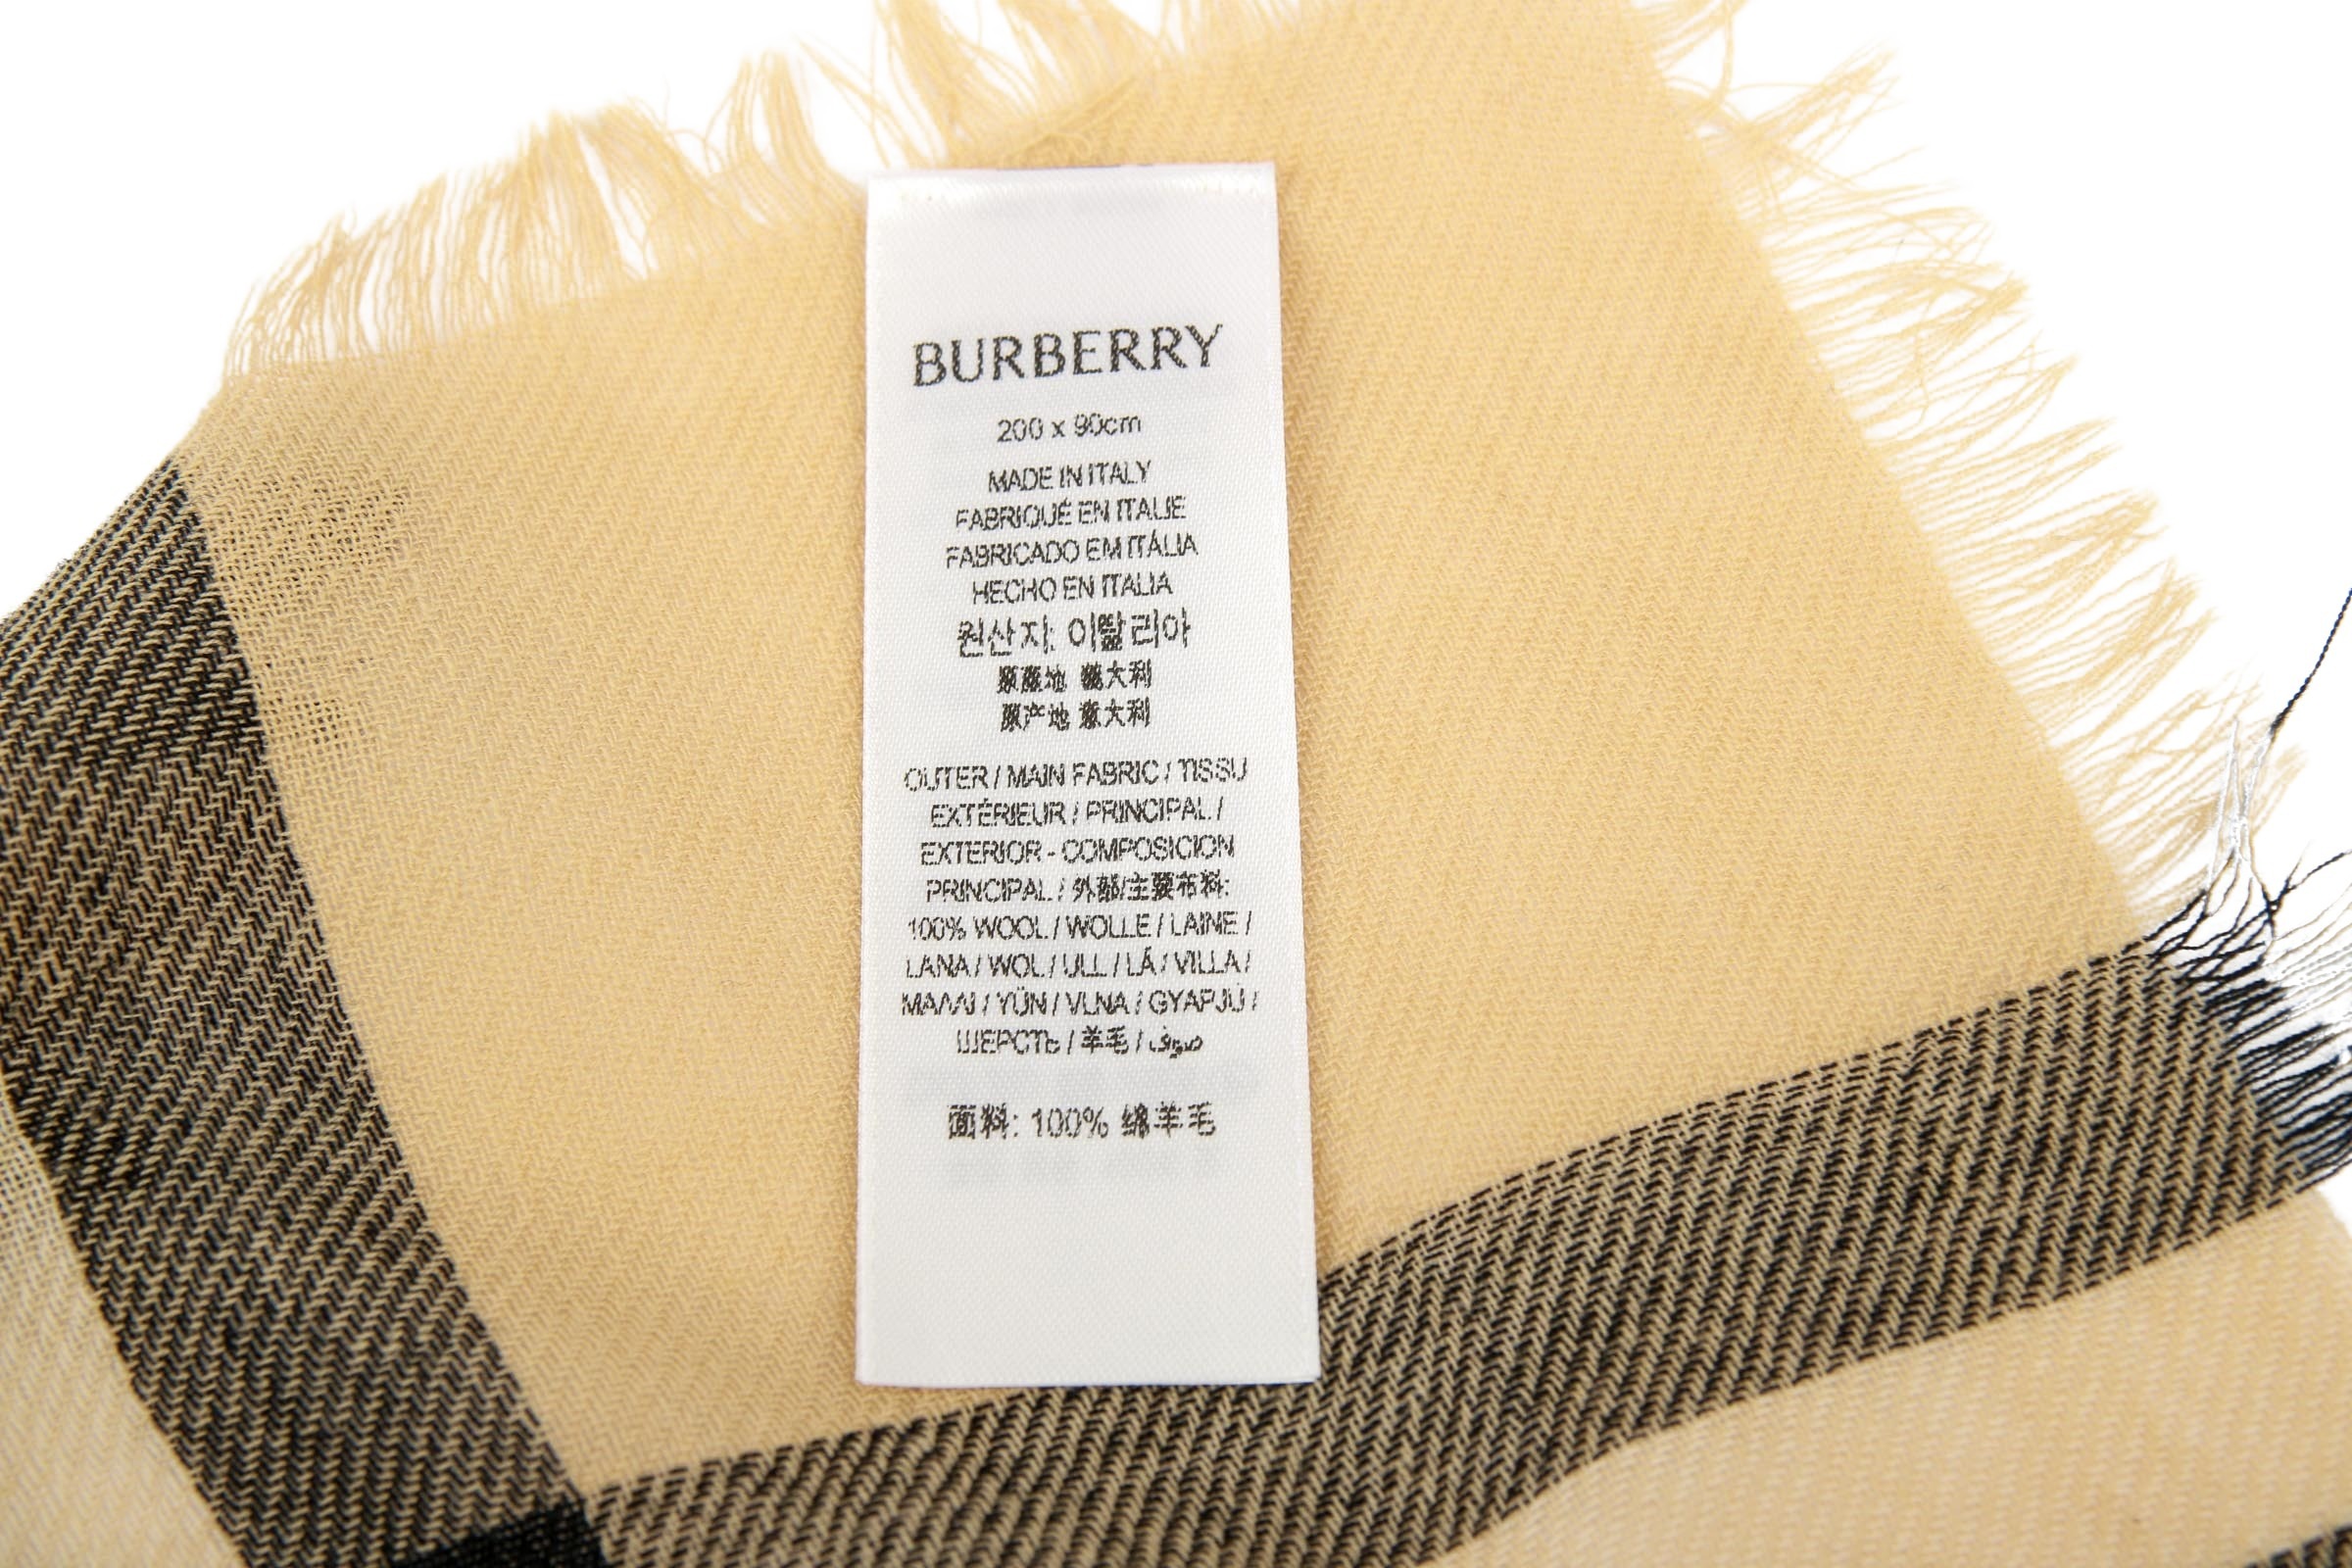 BURBERRY
200 x 90cm
MADE IN ITALY
FABRIQUÉ EN ITALIE
FABRICADO EM ITÁLIA
HECHO EN ITALIA
원산지: 이탈리아
原產地 義大利
原产地 意大利
OUTER / MAIN FABRIC / TISSU
EXTÉRIEUR / PRINCIPAL /
EXTERIOR - COMPOSICION
PRINCIPAL / 外部/主要布料:
100% WOOL / WOLLE / LAINE /
LANA / WOL / ULL / LÃ / VILLA /
ΜΑΛΛΙ / YÜN / VLNA / GYAPJÚ /
ШЕРСТЬ / 羊毛 / صوف
面料: 100% 绵羊毛